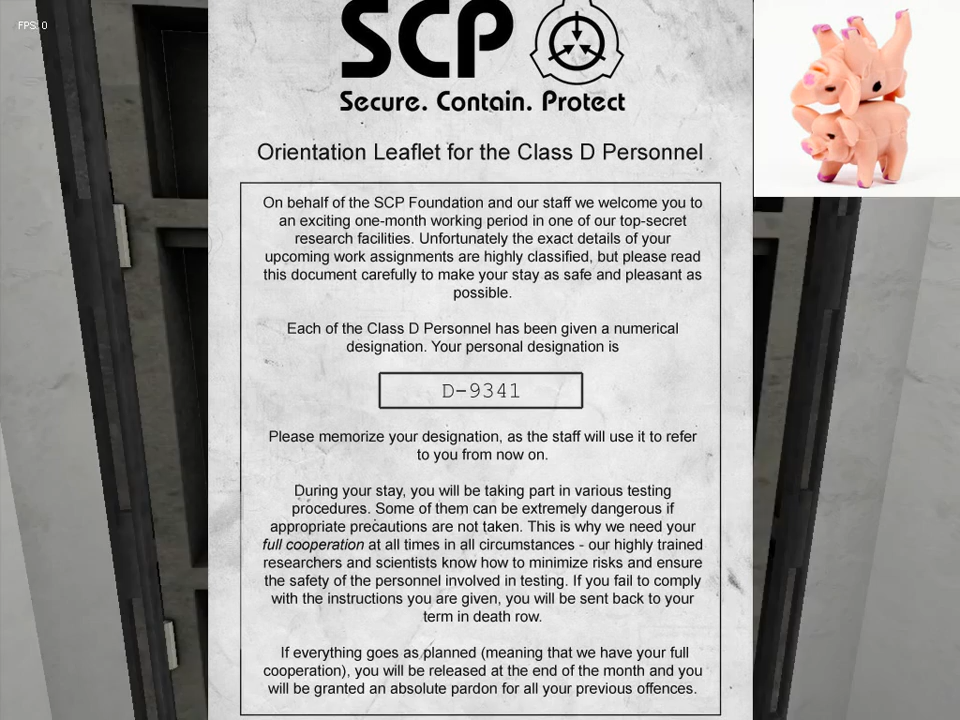 FPS: 0
SCP
Secure. Contain. Protect
Orientation Leaflet for the Class D Personnel
On behalf of the SCP Foundation and our staff we welcome you to
an exciting one-month working period in one of our top-secret
research facilities. Unfortunately the exact details of your
upcoming work assignments are highly classified, but please read
this document carefully to make your stay as safe and pleasant as
possible.
Each of the Class D Personnel has been given a numerical
designation. Your personal designation is
D-9341
Please memorize your designation, as the staff will use it to refer
to you from now on.
During your stay, you will be taking part in various testing
procedures. Some of them can be extremely dangerous if
appropriate precautions are not taken. This is why we need your
full cooperation at all times in all circumstances - our highly trained
researchers and scientists know how to minimize risks and ensure
the safety of the personnel involved in testing. If you fail to comply
with the instructions you are given, you will be sent back to your
term in death row.
If everything goes as planned (meaning that we have your full
cooperation), you will be released at the end of the month and you
will be granted an absolute pardon for all your previous offences.